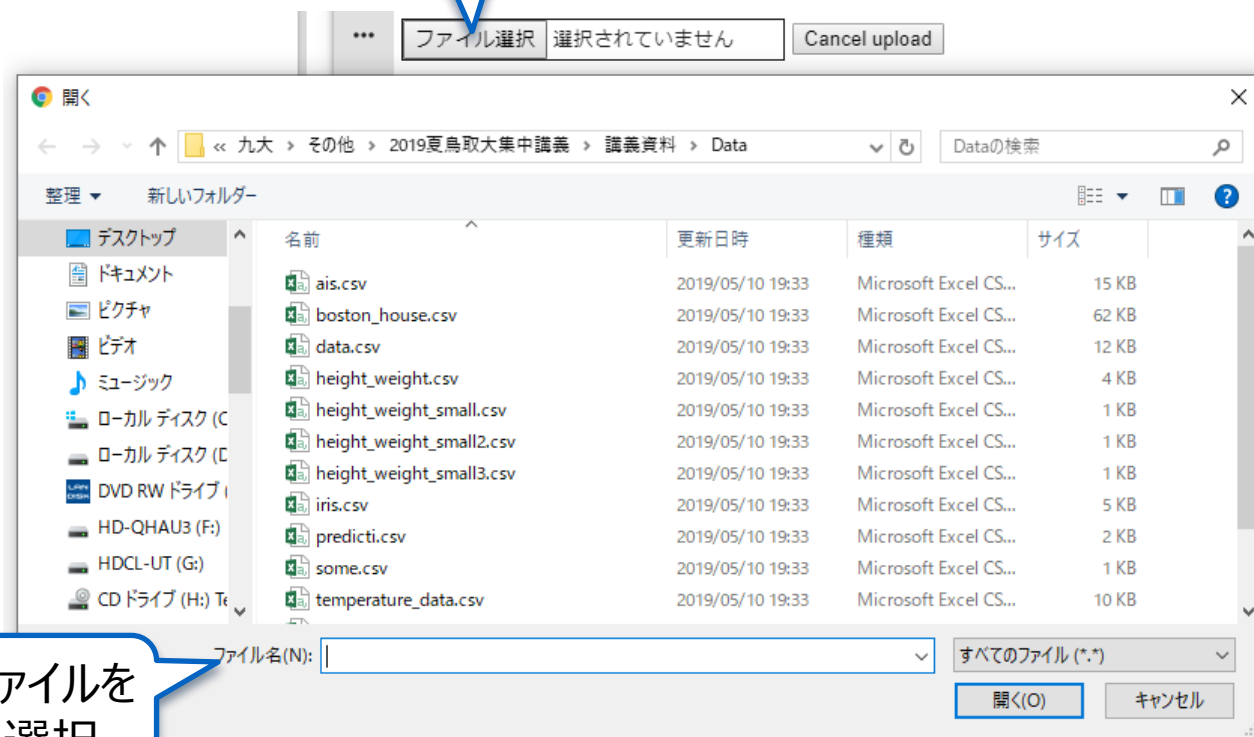 ファイル選択 選択されていません Cancel upload
開く
« 九大 › その他 › 2019夏鳥取大集中講義 › 講義資料 › Data Dataの検索
整理 新しいフォルダー
名前 更新日時 種類 サイズ
デスクトップ
ドキュメント
ピクチャ
ビデオ
ミュージック
ローカル ディスク (C
ローカル ディスク (D
DVD RW ドライブ (
HD-QHAU3 (F:)
HDCL-UT (G:)
CD ドライブ (H:) Te
ais.csv 2019/05/10 19:33 Microsoft Excel CS... 15 KB
boston_house.csv 2019/05/10 19:33 Microsoft Excel CS... 62 KB
data.csv 2019/05/10 19:33 Microsoft Excel CS... 12 KB
height_weight.csv 2019/05/10 19:33 Microsoft Excel CS... 4 KB
height_weight_small.csv 2019/05/10 19:33 Microsoft Excel CS... 1 KB
height_weight_small2.csv 2019/05/10 19:33 Microsoft Excel CS... 1 KB
height_weight_small3.csv 2019/05/10 19:33 Microsoft Excel CS... 1 KB
iris.csv 2019/05/10 19:33 Microsoft Excel CS... 5 KB
predicti.csv 2019/05/10 19:33 Microsoft Excel CS... 2 KB
some.csv 2019/05/10 19:33 Microsoft Excel CS... 1 KB
temperature_data.csv 2019/05/10 19:33 Microsoft Excel CS... 10 KB
ファイル名(N): すべてのファイル (*.*)
開く(O) キャンセル
ァイルを
選択